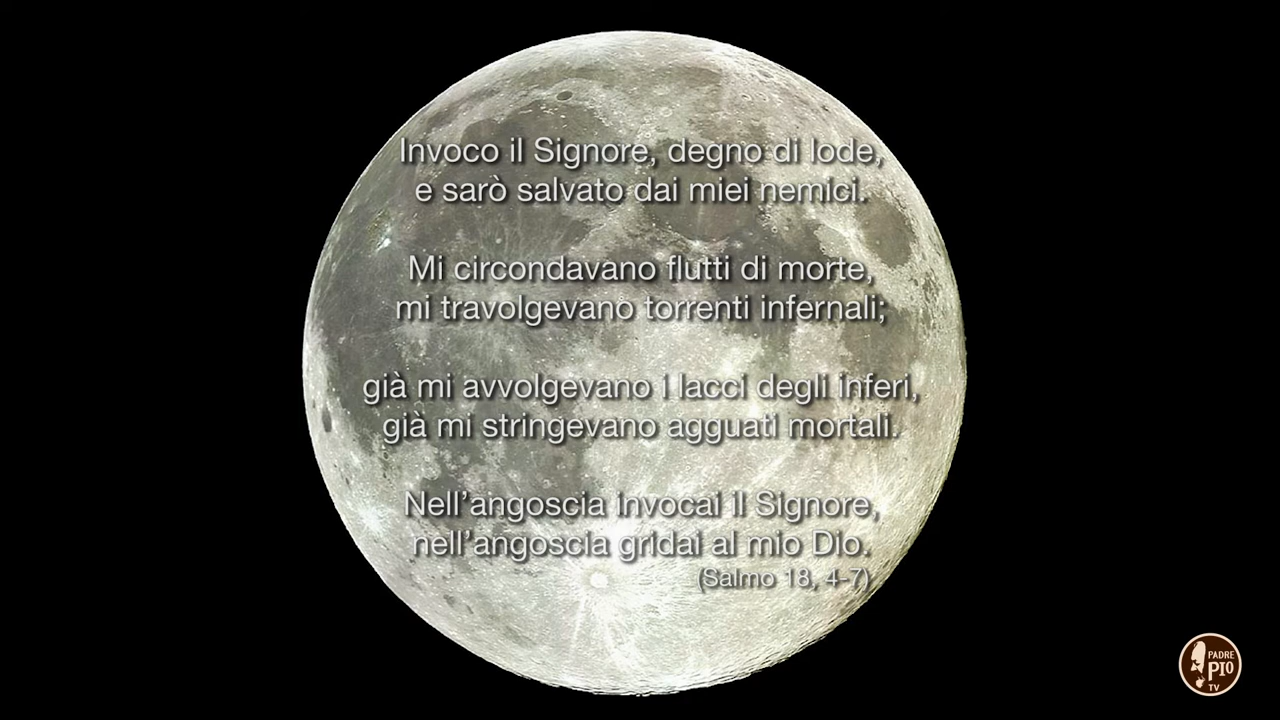 Invoco il Signore, degno di lode,
e sarò salvato dai miei nemici.
Mi circondavano flutti di morte,
mi travolgevano torrenti infernali;
già mi avvolgevano i lacci degli inferi,
già mi stringevano agguati mortali.
Nell’angoscia invocai il Signore,
nell’angoscia gridai al mio Dio.
(Salmo 18, 4-7)
PADRE
PIO
TV